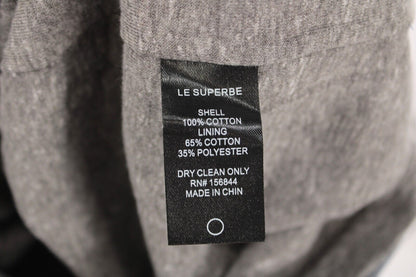 LE SUPERBE
SHELL
100% COTTON
LINING
65% COTTON
35% POLYESTER
DRY CLEAN ONLY
RN# 156844
MADE IN CHIN